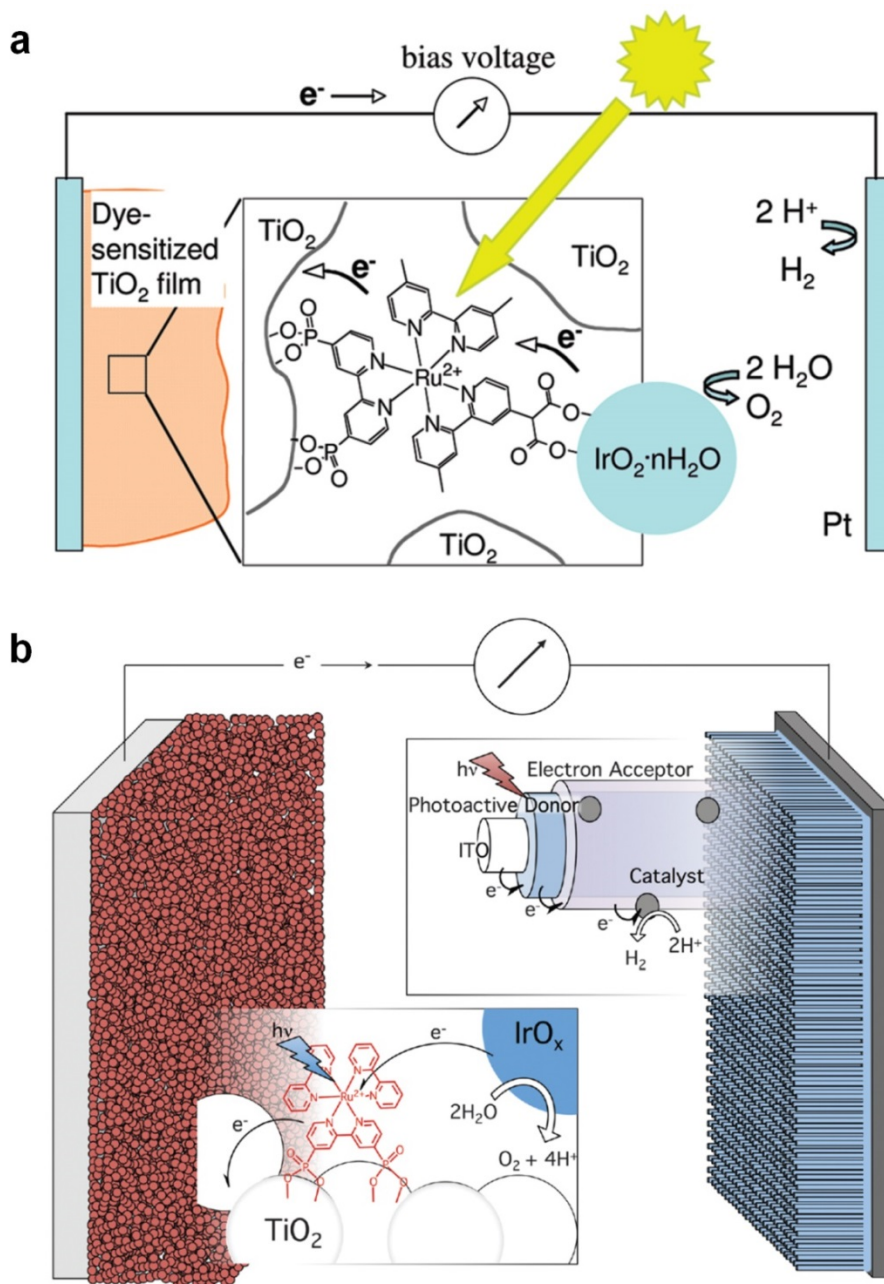 a
bias voltage
e-
Dye-
sensitized
TiO2 film
TiO2
e-
TiO2
2 H+
H2
e-
O
O
P
O
N
N
N
N
Ru2+
N
N
O
O
P
O
O
O
O
O
2 H2O
O2
IrO2·nH2O
TiO2
Pt
b
e-
hν
Electron Acceptor
Photoactive Donor
ITO
e-
e-
Catalyst
e-
H2
2H+
hν
e-
IrOx
N
N
N
Ru2+
N
N
N
2H2O
e-
O2 + 4H+
O
P
O
O
O
P
O
O
TiO2